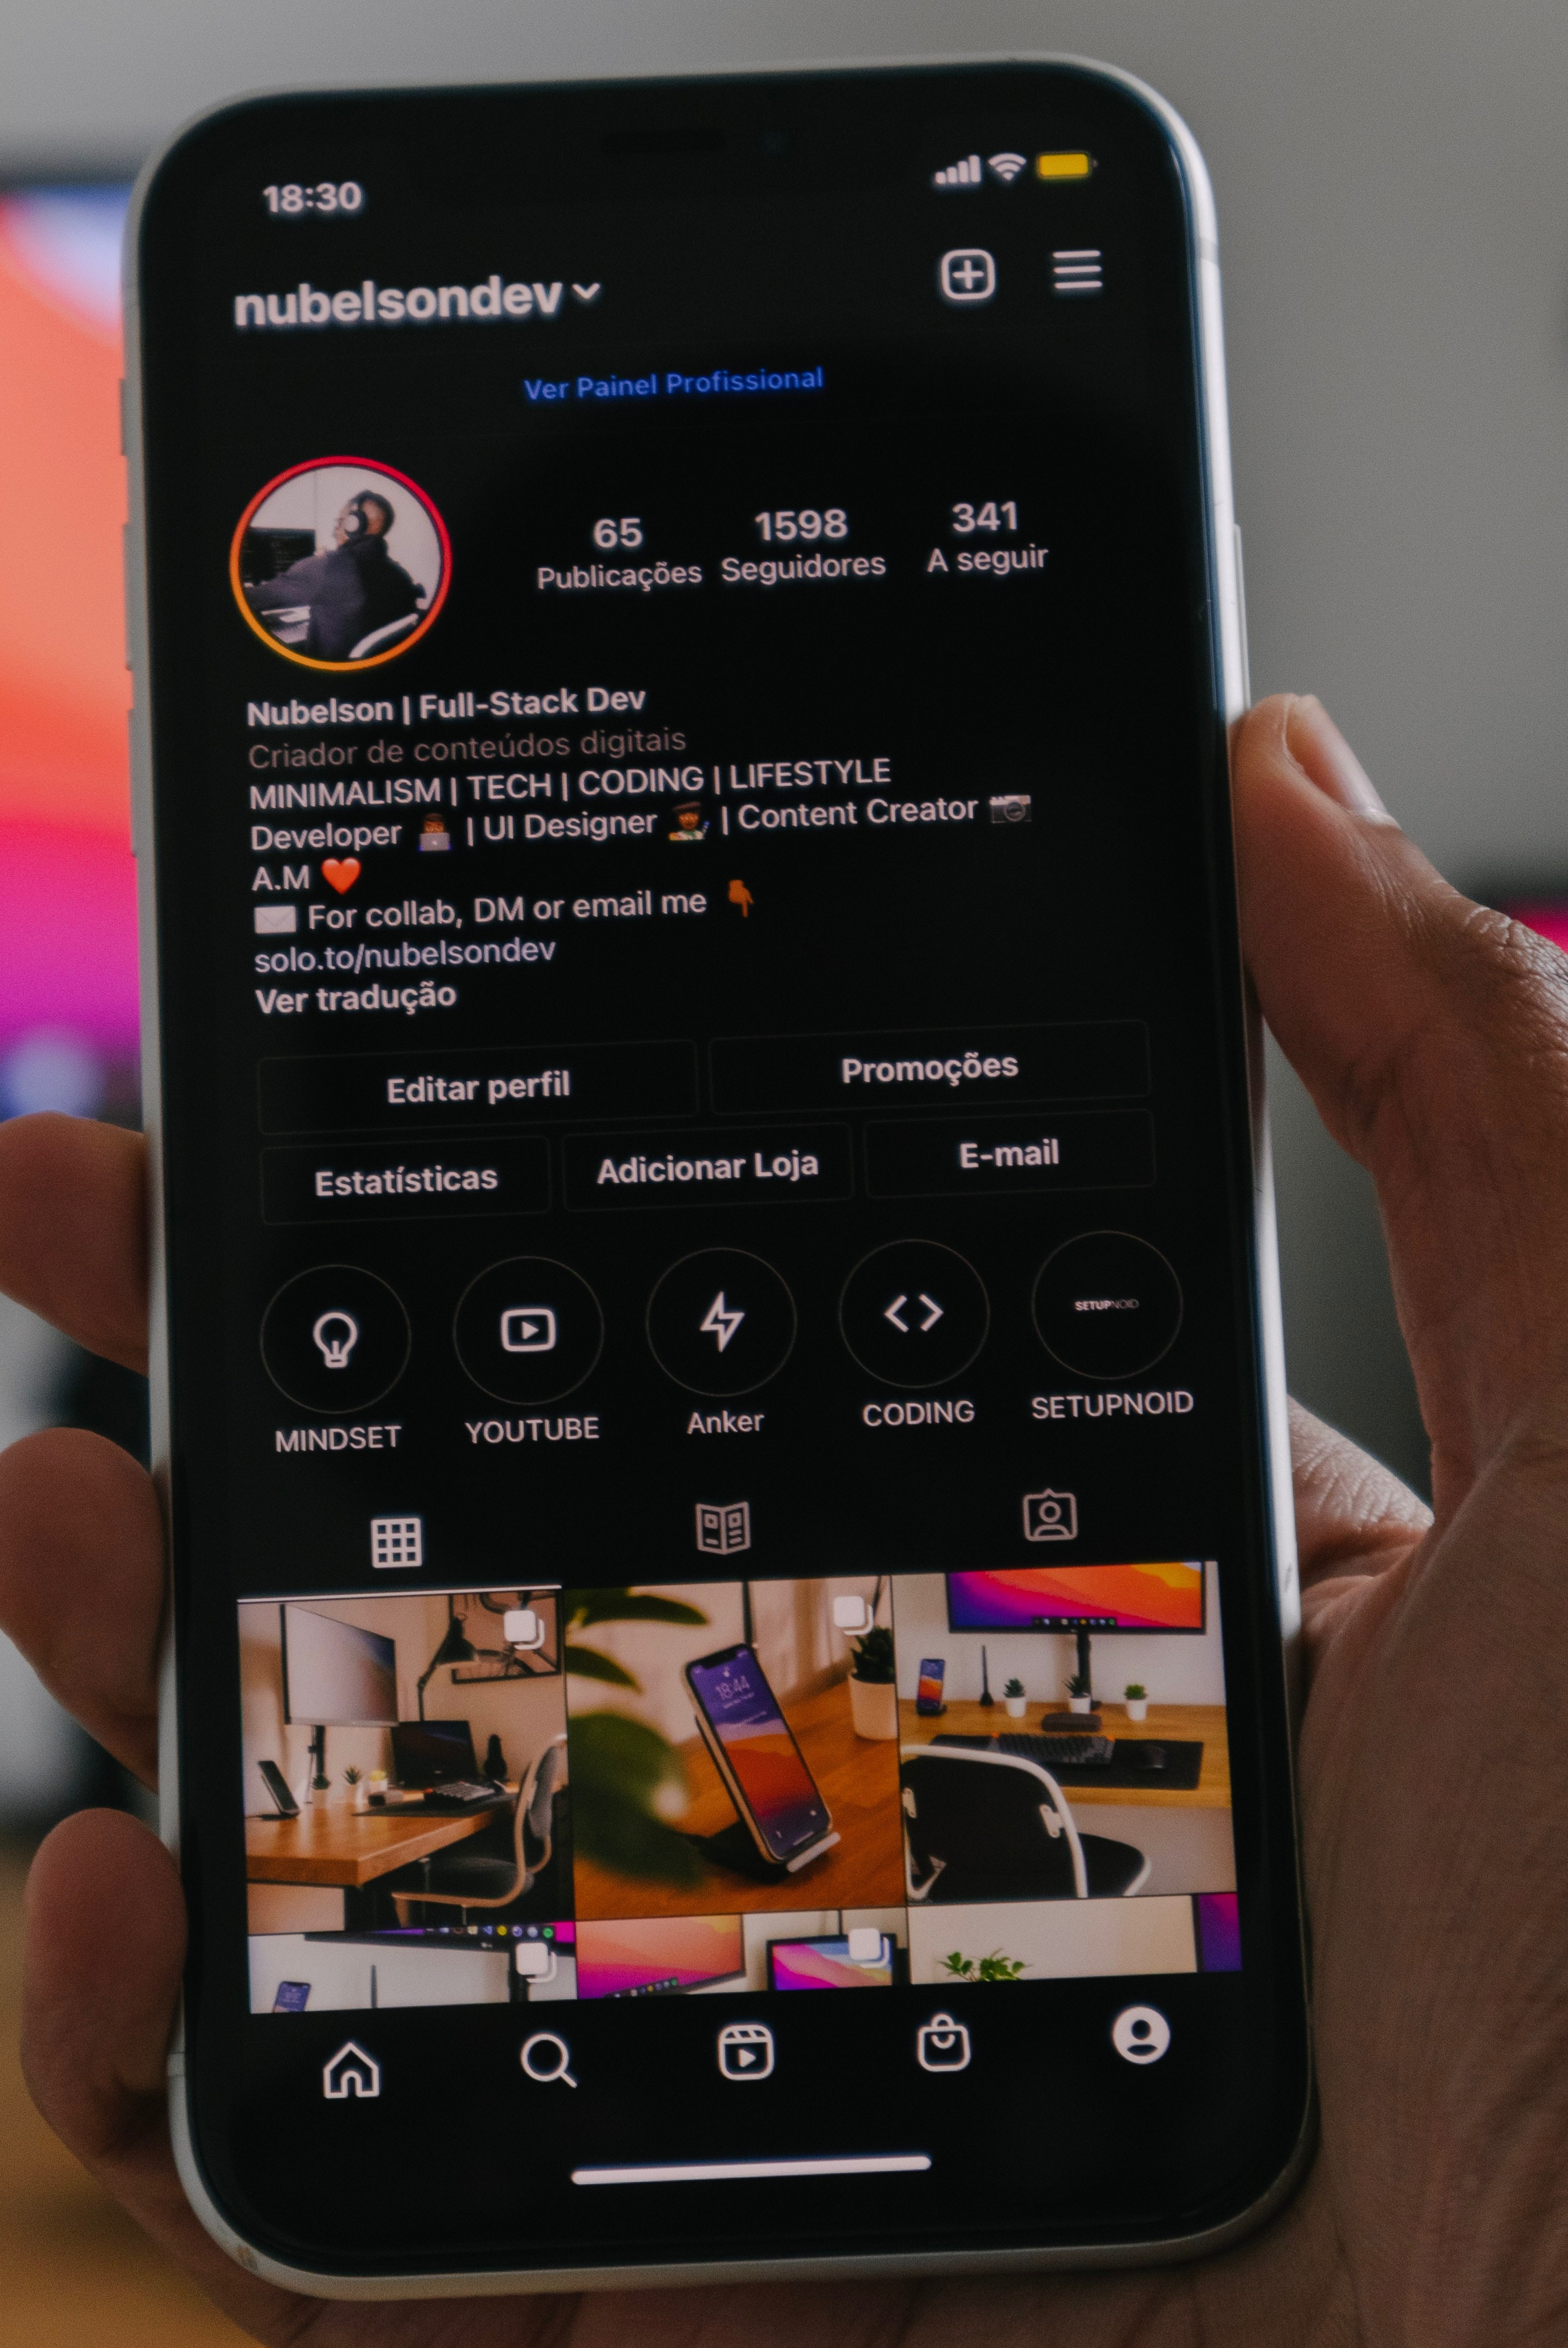 18:30
nubelsondev
Ver Painel Profissional
65 1598 341
Publicações Seguidores A seguir
Nubelson | Full-Stack Dev
Criador de conteúdos digitais
MINIMALISM | TECH | CODING | LIFESTYLE
Developer 👨🏾‍💻 | UI Designer 👨🏾‍🎨 | Content Creator 📷
A.M ❤️
✉️ For collab, DM or email me 👇🏾
solo.to/nubelsondev
Ver tradução
Editar perfil Promoções
Estatísticas Adicionar Loja E-mail
SETUPNOID
MINDSET YOUTUBE Anker CODING SETUPNOID
18:44